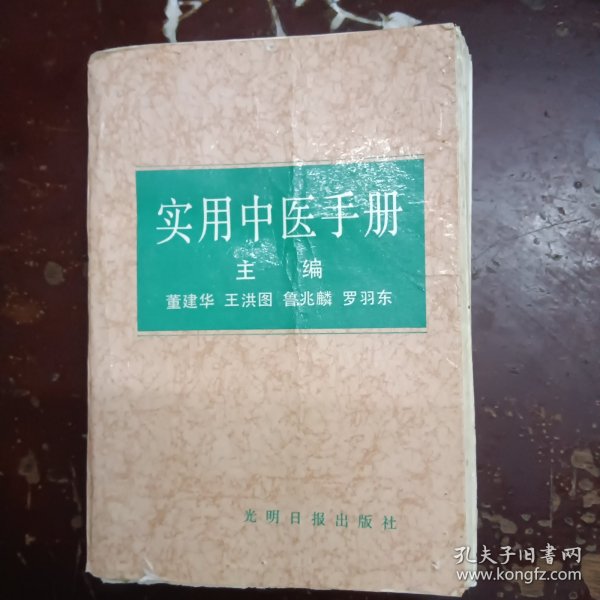 实用中医手册
主 编
董建华 王洪图 鲁兆麟 罗羽东
光明日报出版社
孔夫子旧书网
www.kongfz.com